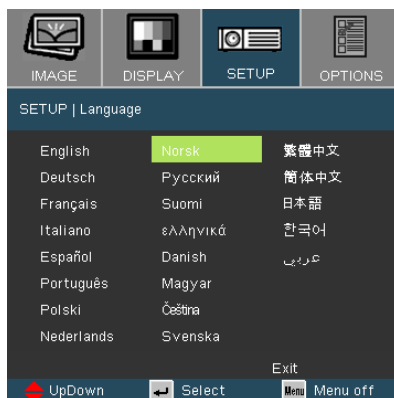 IMAGE DISPLAY SETUP OPTIONS
SETUP | Language
English Norsk 繁體中文
Deutsch Русский 简体中文
Français Suomi 日本語
Italiano ελληνικά 한국어
Español Danish عربي
Português Magyar
Polski Čeština
Nederlands Svenska
Exit
UpDown Select Menu Menu off